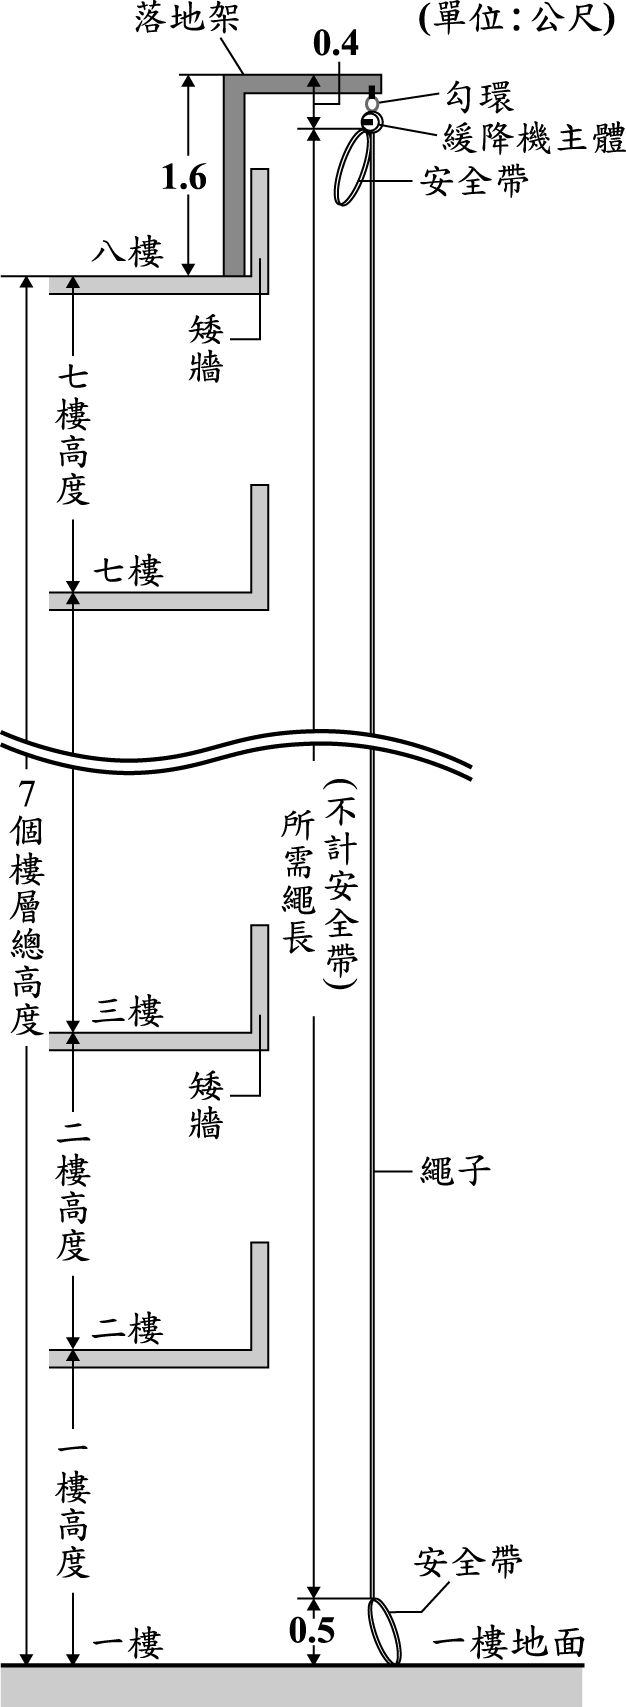 落地架
(單位：公尺)
0.4
勾環
緩降機主體
安全帶
1.6
八樓
矮牆
七樓高度
七樓
7個樓層總高度
所需繩長
(不計安全帶)
三樓
矮牆
二樓高度
繩子
二樓
一樓高度
安全帶
0.5
一樓
一樓地面